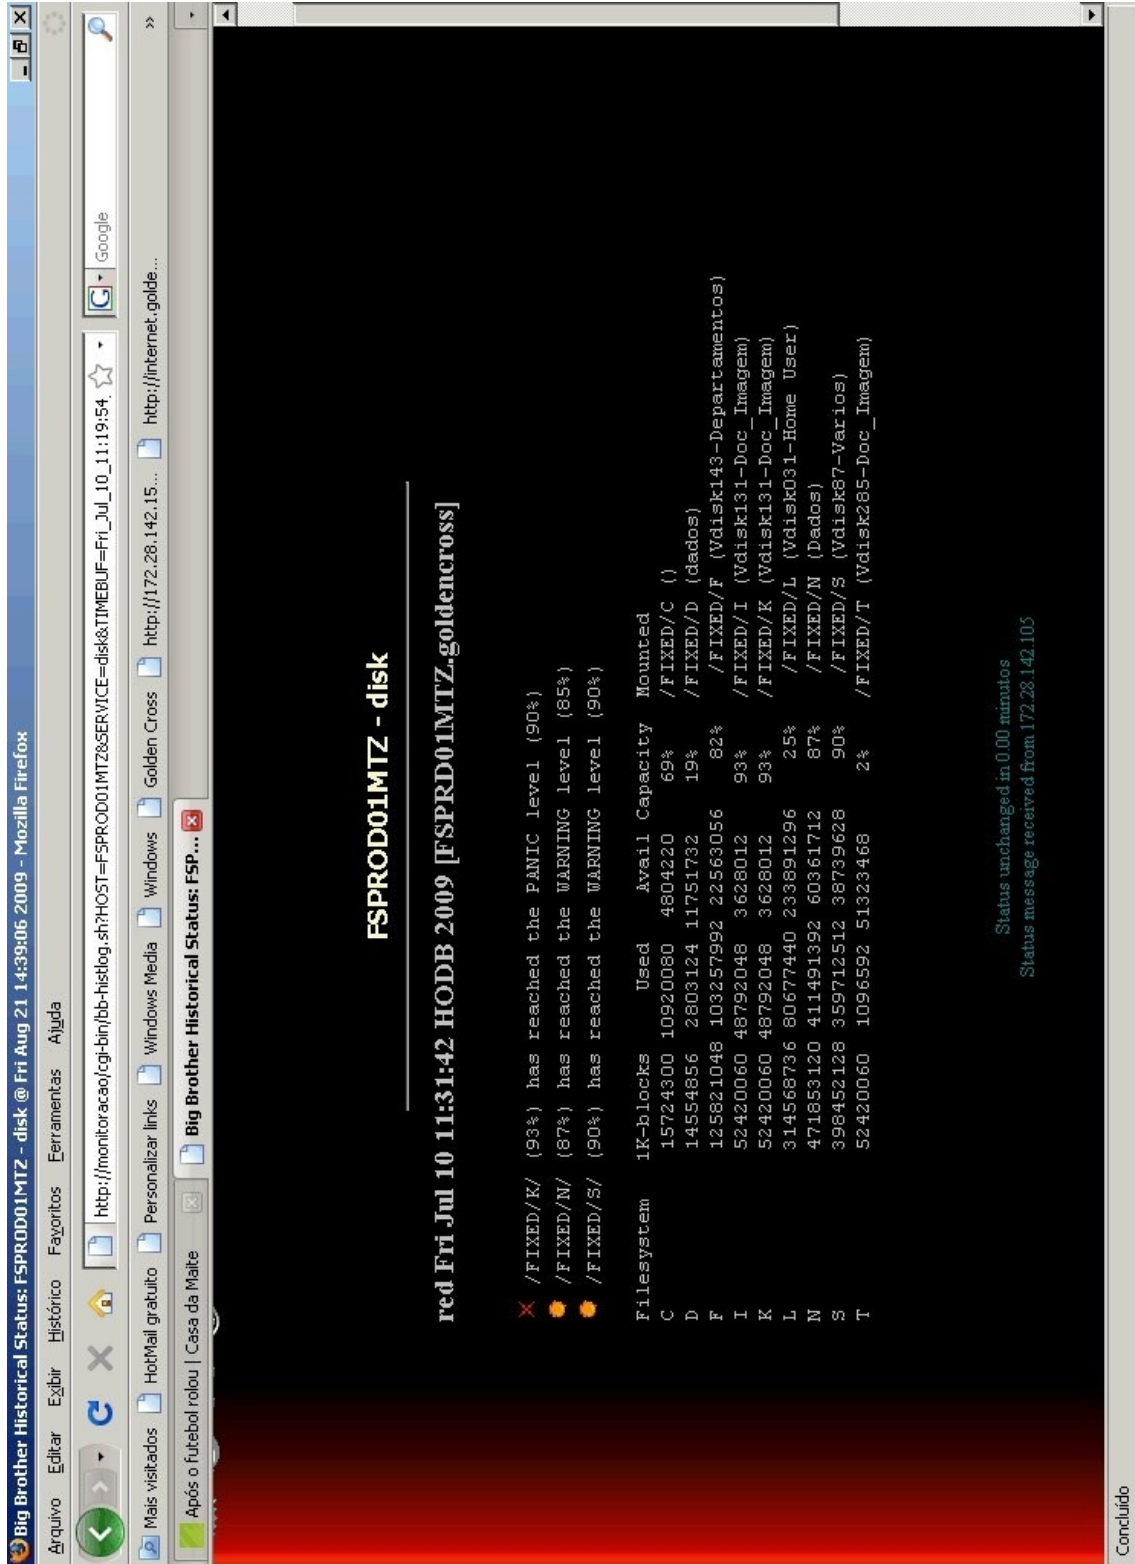 Big Brother Historical Status: FSPROD01MTZ - disk @ Fri Aug 21 14:39:06 2009 - Mozilla Firefox
Arquivo Editar Exibir Histórico Favoritos Ferramentas Ajuda
http://monitoracao/cgi-bin/bb-histlog.sh?HOST=FSPROD01MTZ&SERVICE=disk&TIMEBUF=Fri_Jul_10_11:19:54. Google
Mais visitados HotMail gratuito Personalizar links Windows Media Windows Golden Cross http://172.28.142.15... http://internet.golde... »
Após o futebol rolou | Casa da Maite Big Brother Historical Status: FSP...
FSPROD01MTZ - disk
red Fri Jul 10 11:31:42 HODB 2009 [FSPRD01MTZ.goldencross]
/FIXED/K/ (93%) has reached the PANIC level (90%)
/FIXED/N/ (87%) has reached the WARNING level (85%)
/FIXED/S/ (90%) has reached the WARNING level (90%)
Filesystem 1K-blocks Used Avail Capacity Mounted
C 15724300 10920080 4804220 69% /FIXED/C ()
D 14554856 2803124 11751732 19% /FIXED/D (dados)
F 125821048 103257992 22563056 82% /FIXED/F (Vdisk143-Departamentos)
I 52420060 48792048 3628012 93% /FIXED/I (Vdisk131-Doc_Imagem)
K 52420060 48792048 3628012 93% /FIXED/K (Vdisk131-Doc_Imagem)
L 314568736 80677440 233891296 25% /FIXED/L (Vdisk031-Home User)
N 471853120 411491392 60361712 87% /FIXED/N (Dados)
S 398452128 359712512 38739628 90% /FIXED/S (Vdisk87-Varios)
T 52420060 1096592 51323468 2% /FIXED/T (Vdisk285-Doc_Imagem)
Status unchanged in 0.00 minutos
Status message received from 172.28.142.105
Concluído